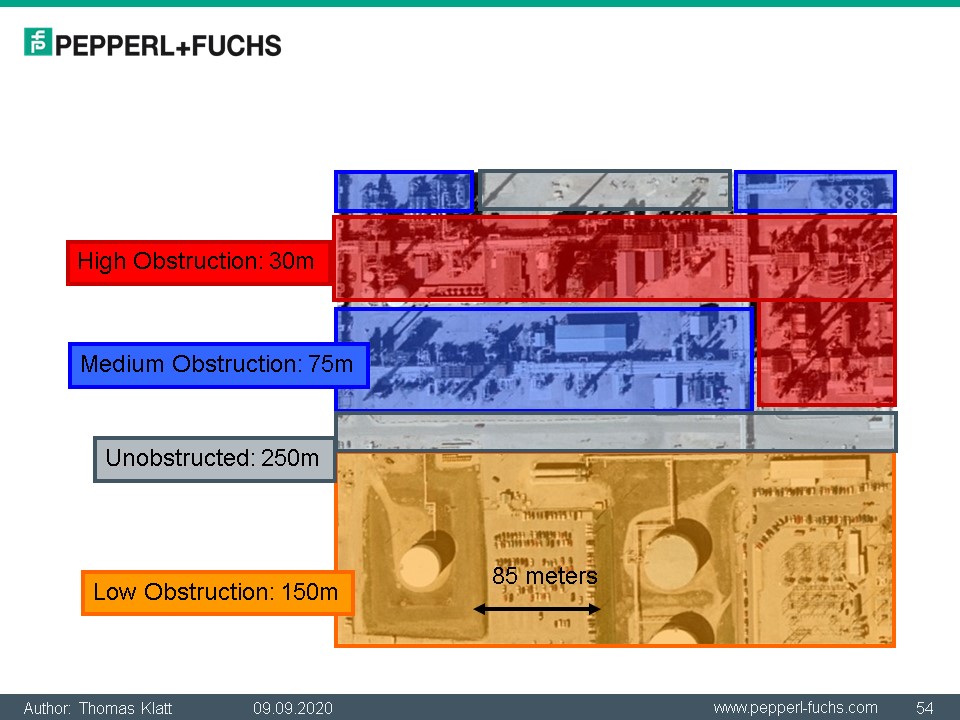 PEPPERL+FUCHS
High Obstruction: 30m
Medium Obstruction: 75m
Unobstructed: 250m
85 meters
Low Obstruction: 150m
Author: Thomas Klatt 09.09.2020 www.pepperl-fuchs.com 54